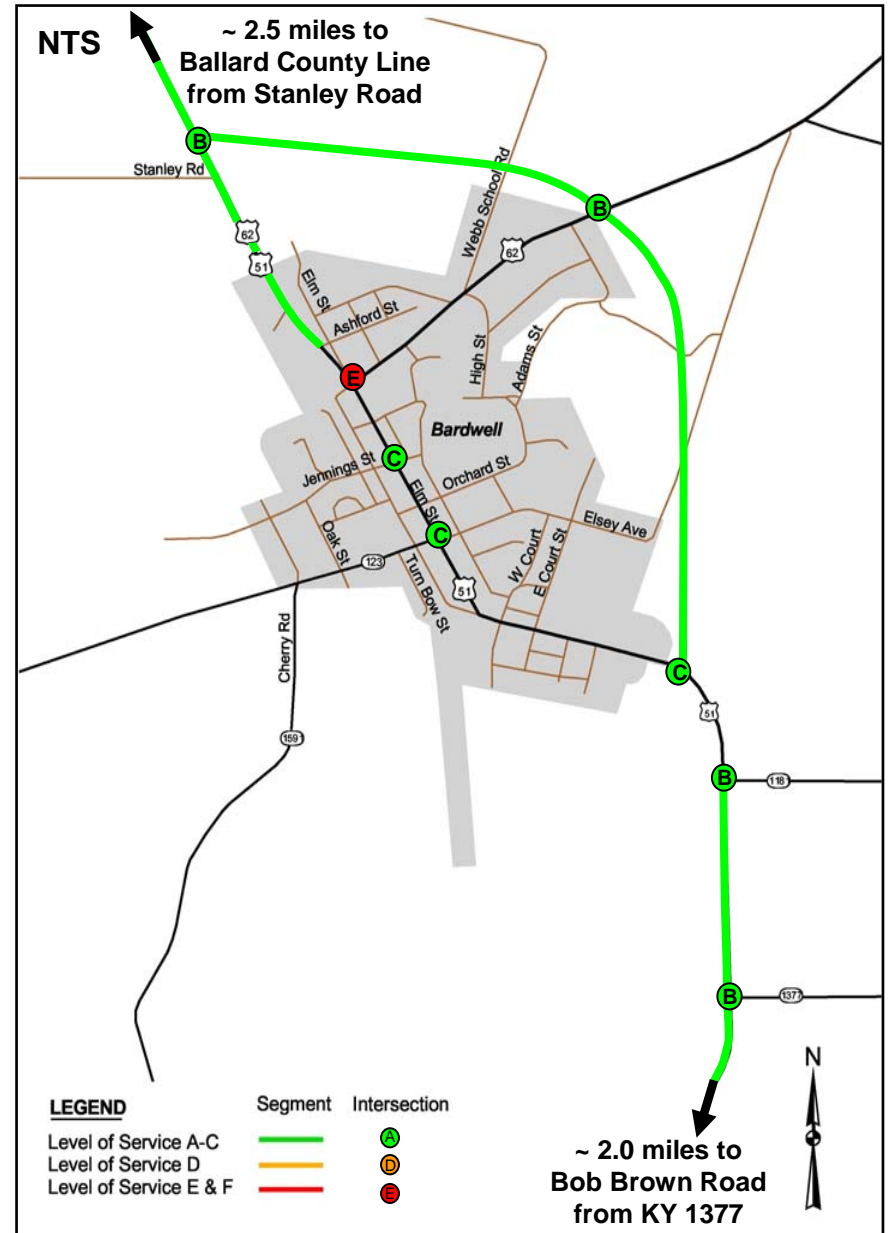 NTS
~ 2.5 miles to
Ballard County Line
from Stanley Road
B
Stanley Rd
Webb School Rd
B
62
51
62
Elm St
Ashford St
High St
Adams St
E
Bardwell
C
Jennings St
Orchard St
Elm St
Oak St
C
Elsey Ave
W Court
E Court St
123
Turn Bow St
51
Cherry Rd
C
51
1591
B
1181
B
1377
N
LEGEND
Segment
Intersection
Level of Service A-C
A
Level of Service D
D
Level of Service E & F
E
~ 2.0 miles to
Bob Brown Road
from KY 1377